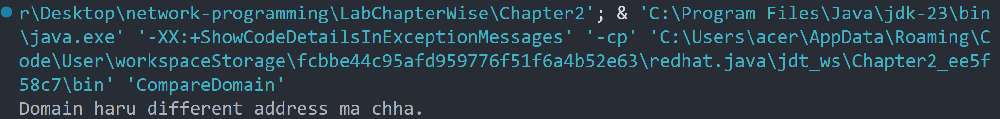 r\Desktop\network-programming\LabChapterWise\Chapter2'; & 'C:\Program Files\Java\jdk-23\bin
\java.exe' '-XX:+ShowCodeDetailsInExceptionMessages' '-cp' 'C:\Users\acer\AppData\Roaming\C
ode\User\workspaceStorage\fcbbe44c95afd959776f51f6a4b52e63\redhat.java\jdt_ws\Chapter2_ee5f
58c7\bin' 'CompareDomain'
Domain haru different address ma chha.